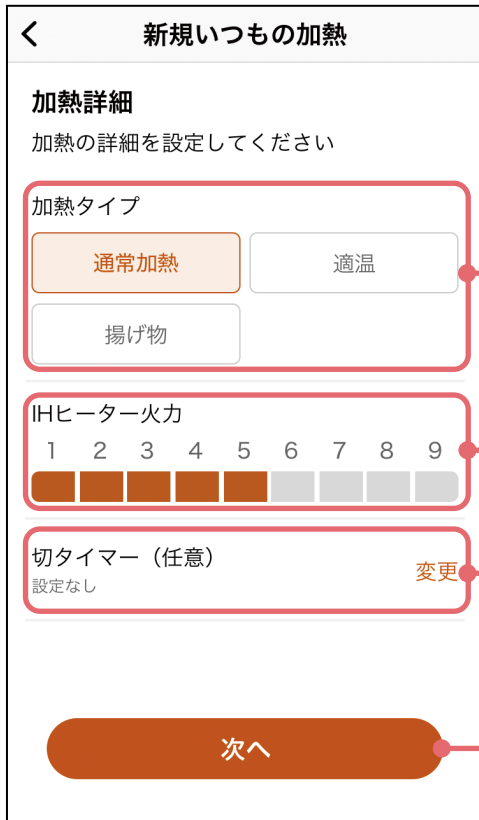 新規いつもの加熱
加熱詳細
加熱の詳細を設定してください
加熱タイプ
通常加熱 適温
揚げ物
IHヒーター火力
1 2 3 4 5 6 7 8 9
切タイマー（任意）
設定なし
変更
次へ